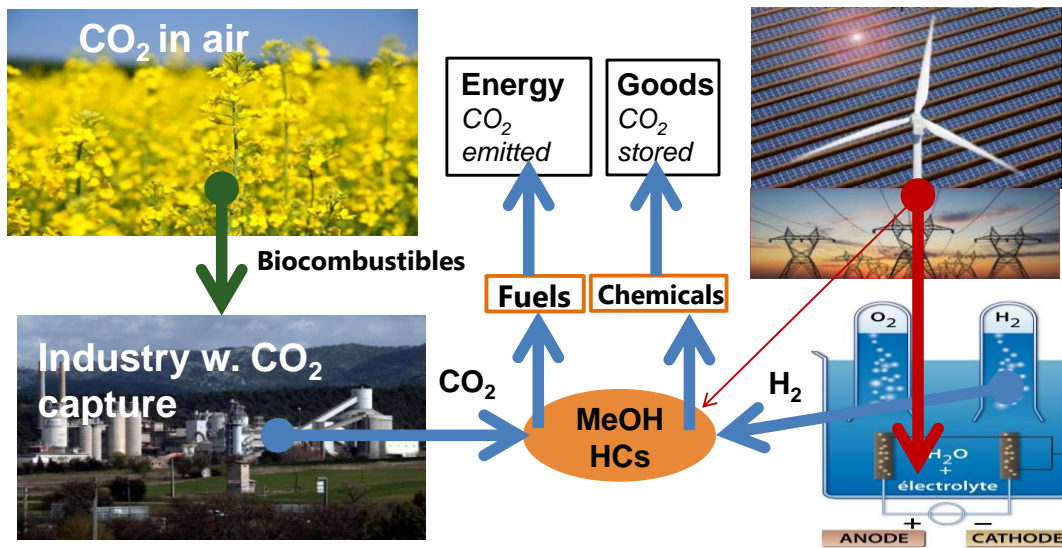 CO₂ in air
Energy
CO₂
emitted
Goods
CO₂
stored
Biocombustibles
Fuels
Chemicals
Industry w. CO₂
capture
CO₂
MeOH
HCs
H₂
O₂
H₂
H₂O
+
électrolyte
+
−
ANODE
CATHODE